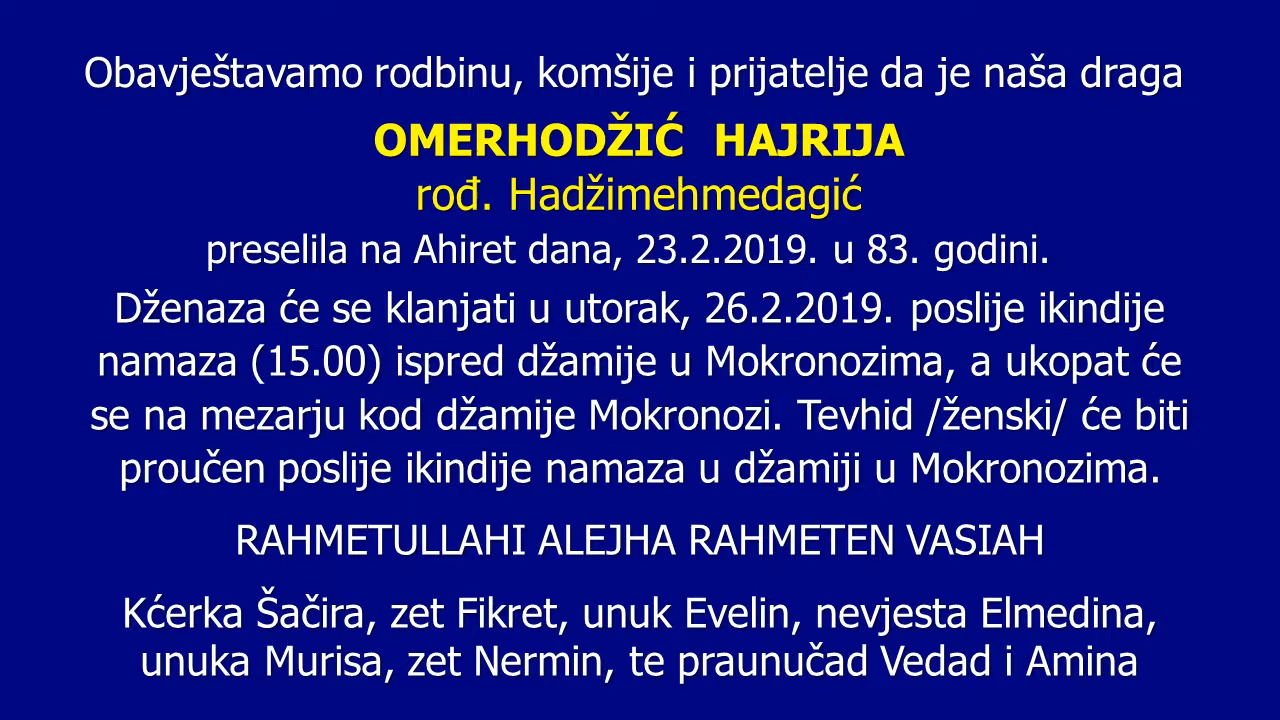 Obavještavamo rodbinu, komšije i prijatelje da je naša draga
OMERHODŽIĆ HAJRIJA
rođ. Hadžimehmedagić
preselila na Ahiret dana, 23.2.2019. u 83. godini.
Dženaza će se klanjati u utorak, 26.2.2019. poslije ikindije
namaza (15.00) ispred džamije u Mokronozima, a ukopat će
se na mezarju kod džamije Mokronozi. Tevhid /ženski/ će biti
proučen poslije ikindije namaza u džamiji u Mokronozima.
RAHMETULLAHI ALEJHA RAHMETEN VASIAH
Kćerka Šaćira, zet Fikret, unuk Evelin, nevjesta Elmedina,
unuka Murisa, zet Nermin, te praunučad Vedad i Amina